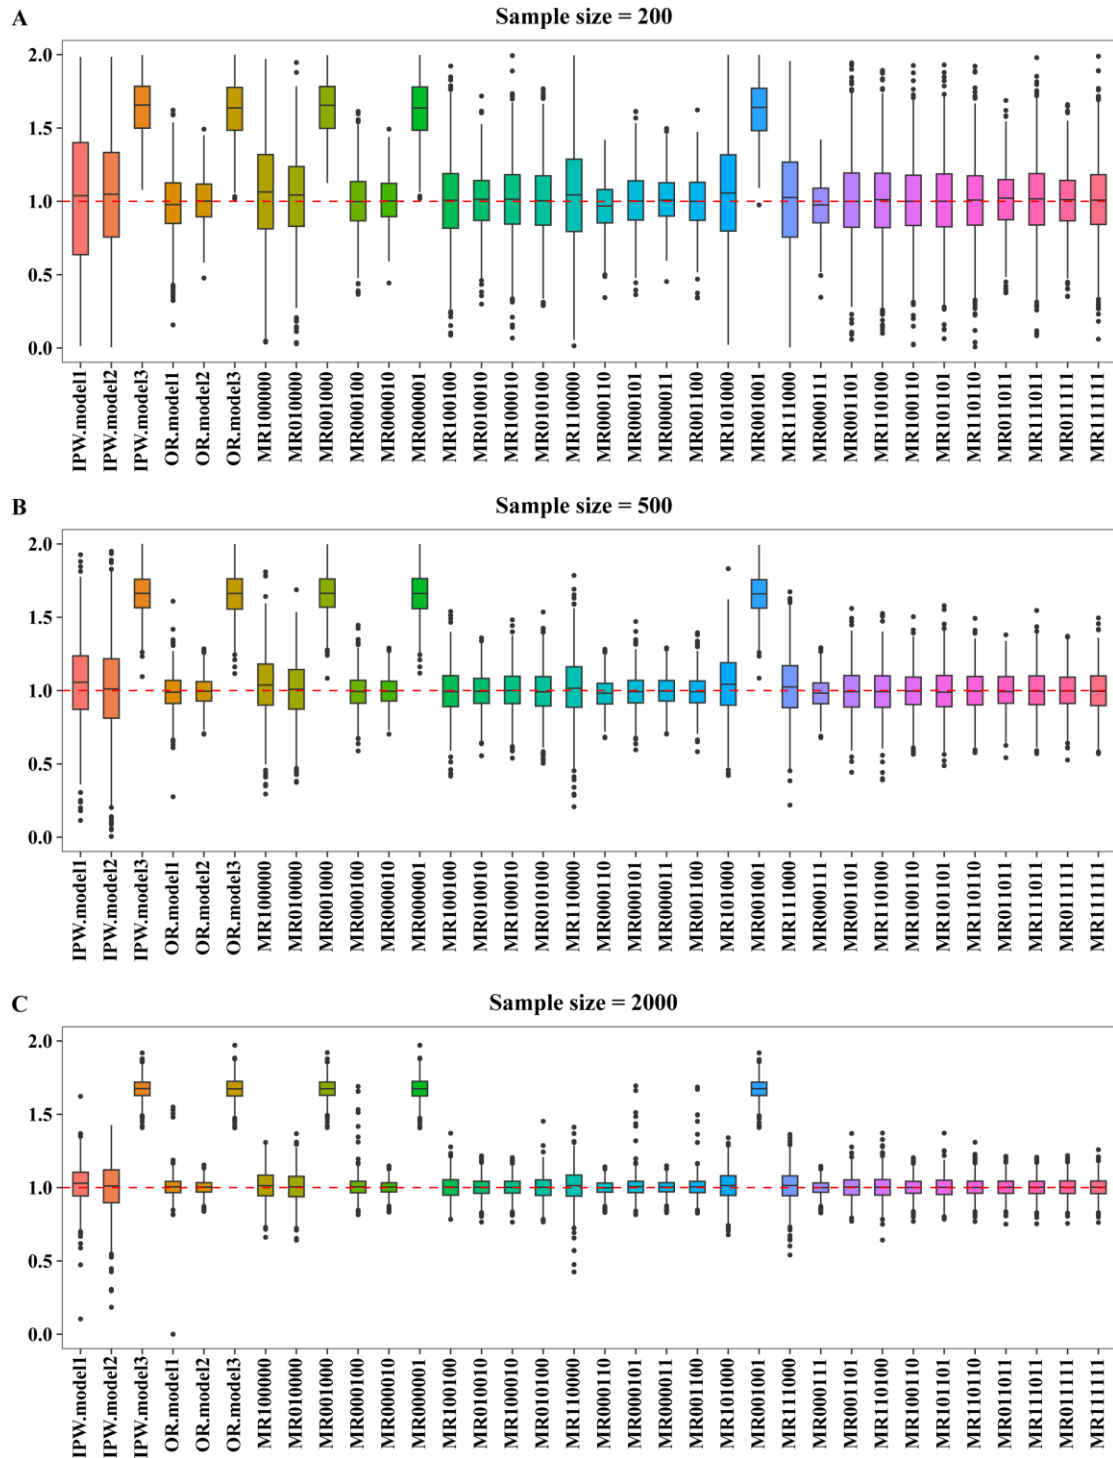 A
Sample size = 200
2.0
1.5
1.0
0.5
0.0
IPW.model1
IPW.model2
IPW.model3
OR.model1
OR.model2
OR.model3
MR100000
MR010000
MR001000
MR000100
MR000010
MR000001
MR100100
MR010010
MR100010
MR010100
MR110000
MR000110
MR000101
MR000011
MR001100
MR101000
MR001001
MR111000
MR000111
MR001101
MR110100
MR100110
MR101101
MR110110
MR011011
MR111011
MR011111
MR111111
B
Sample size = 500
2.0
1.5
1.0
0.5
0.0
IPW.model1
IPW.model2
IPW.model3
OR.model1
OR.model2
OR.model3
MR100000
MR010000
MR001000
MR000100
MR000010
MR000001
MR100100
MR010010
MR100010
MR010100
MR110000
MR000110
MR000101
MR000011
MR001100
MR101000
MR001001
MR111000
MR000111
MR001101
MR110100
MR100110
MR101101
MR110110
MR011011
MR111011
MR011111
MR111111
C
Sample size = 2000
2.0
1.5
1.0
0.5
0.0
IPW.model1
IPW.model2
IPW.model3
OR.model1
OR.model2
OR.model3
MR100000
MR010000
MR001000
MR000100
MR000010
MR000001
MR100100
MR010010
MR100010
MR010100
MR110000
MR000110
MR000101
MR000011
MR001100
MR101000
MR001001
MR111000
MR000111
MR001101
MR110100
MR100110
MR101101
MR110110
MR011011
MR111011
MR011111
MR111111